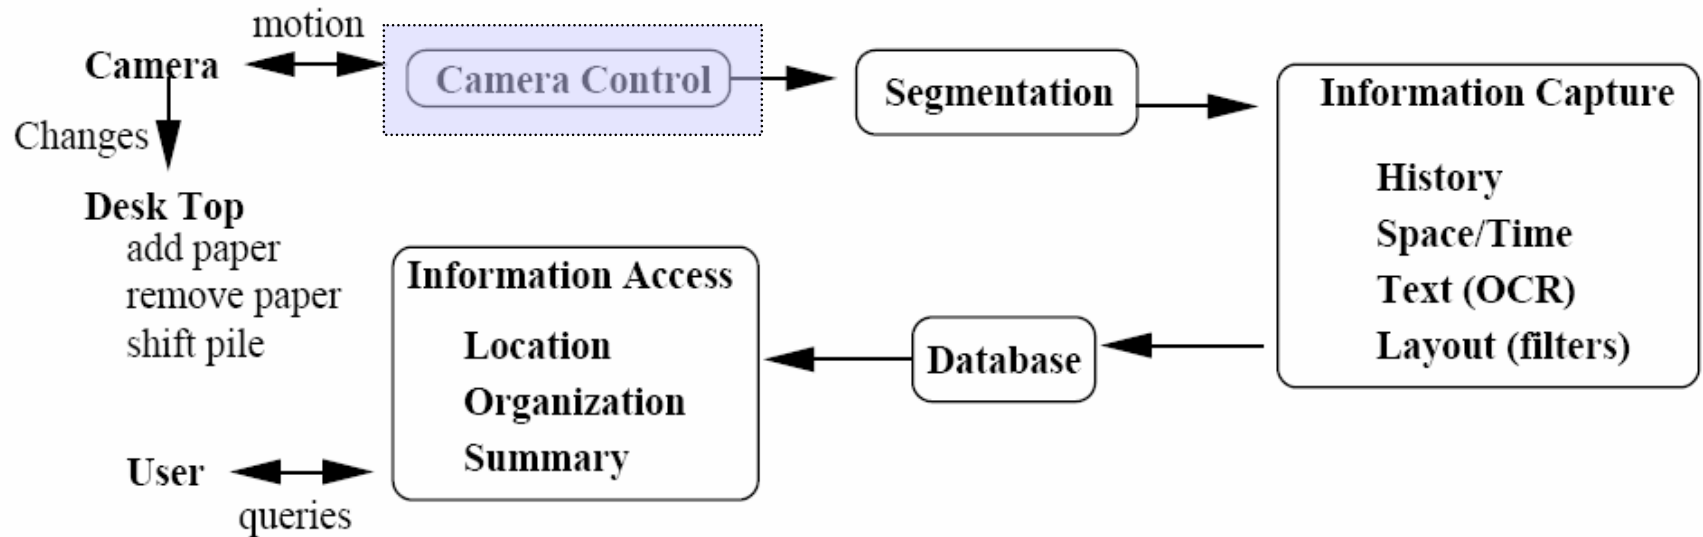 motion
Camera
Camera Control
Segmentation
Information Capture
History
Space/Time
Text (OCR)
Layout (filters)
Changes
Desk Top
add paper
remove paper
shift pile
Information Access
Location
Organization
Summary
Database
User
queries